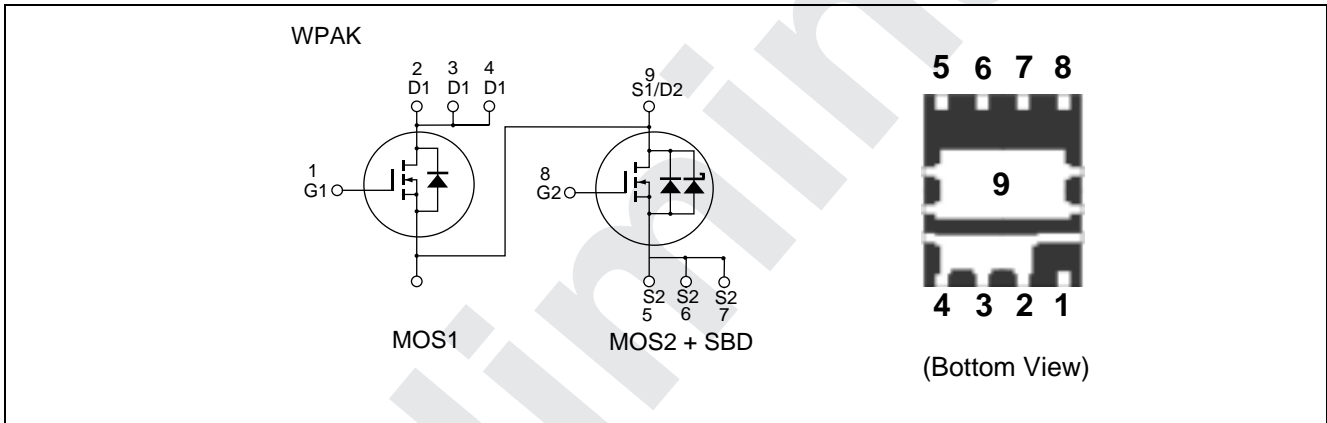 WPAK
2 3 4
D1 D1 D1
9
S1/D2
1
G1
8
G2
S2 S2 S2
5 6 7
MOS1
MOS2 + SBD
5 6 7 8
9
4 3 2 1
(Bottom View)